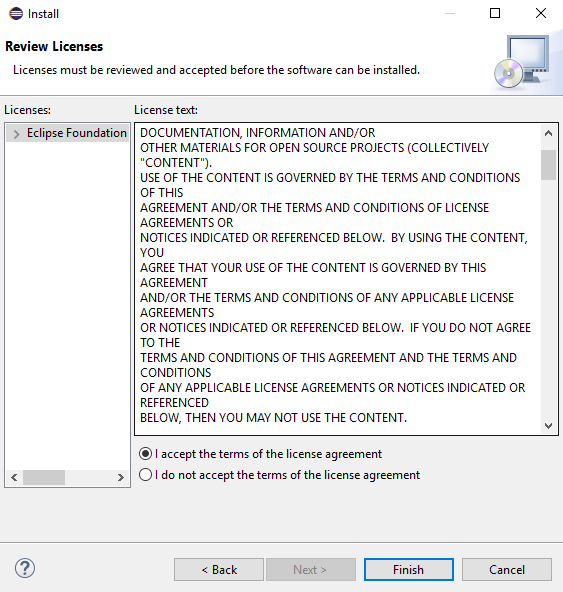 Install
Review Licenses
Licenses must be reviewed and accepted before the software can be installed.
Licenses:
License text:
Eclipse Foundation
DOCUMENTATION, INFORMATION AND/OR
OTHER MATERIALS FOR OPEN SOURCE PROJECTS (COLLECTIVELY
"CONTENT").
USE OF THE CONTENT IS GOVERNED BY THE TERMS AND CONDITIONS
OF THIS
AGREEMENT AND/OR THE TERMS AND CONDITIONS OF LICENSE
AGREEMENTS OR
NOTICES INDICATED OR REFERENCED BELOW.  BY USING THE CONTENT,
YOU
AGREE THAT YOUR USE OF THE CONTENT IS GOVERNED BY THIS
AGREEMENT
AND/OR THE TERMS AND CONDITIONS OF ANY APPLICABLE LICENSE
AGREEMENTS
OR NOTICES INDICATED OR REFERENCED BELOW.  IF YOU DO NOT AGREE
TO THE
TERMS AND CONDITIONS OF THIS AGREEMENT AND THE TERMS AND
CONDITIONS
OF ANY APPLICABLE LICENSE AGREEMENTS OR NOTICES INDICATED OR
REFERENCED
BELOW, THEN YOU MAY NOT USE THE CONTENT.
I accept the terms of the license agreement
I do not accept the terms of the license agreement
?
< Back
Next >
Finish
Cancel